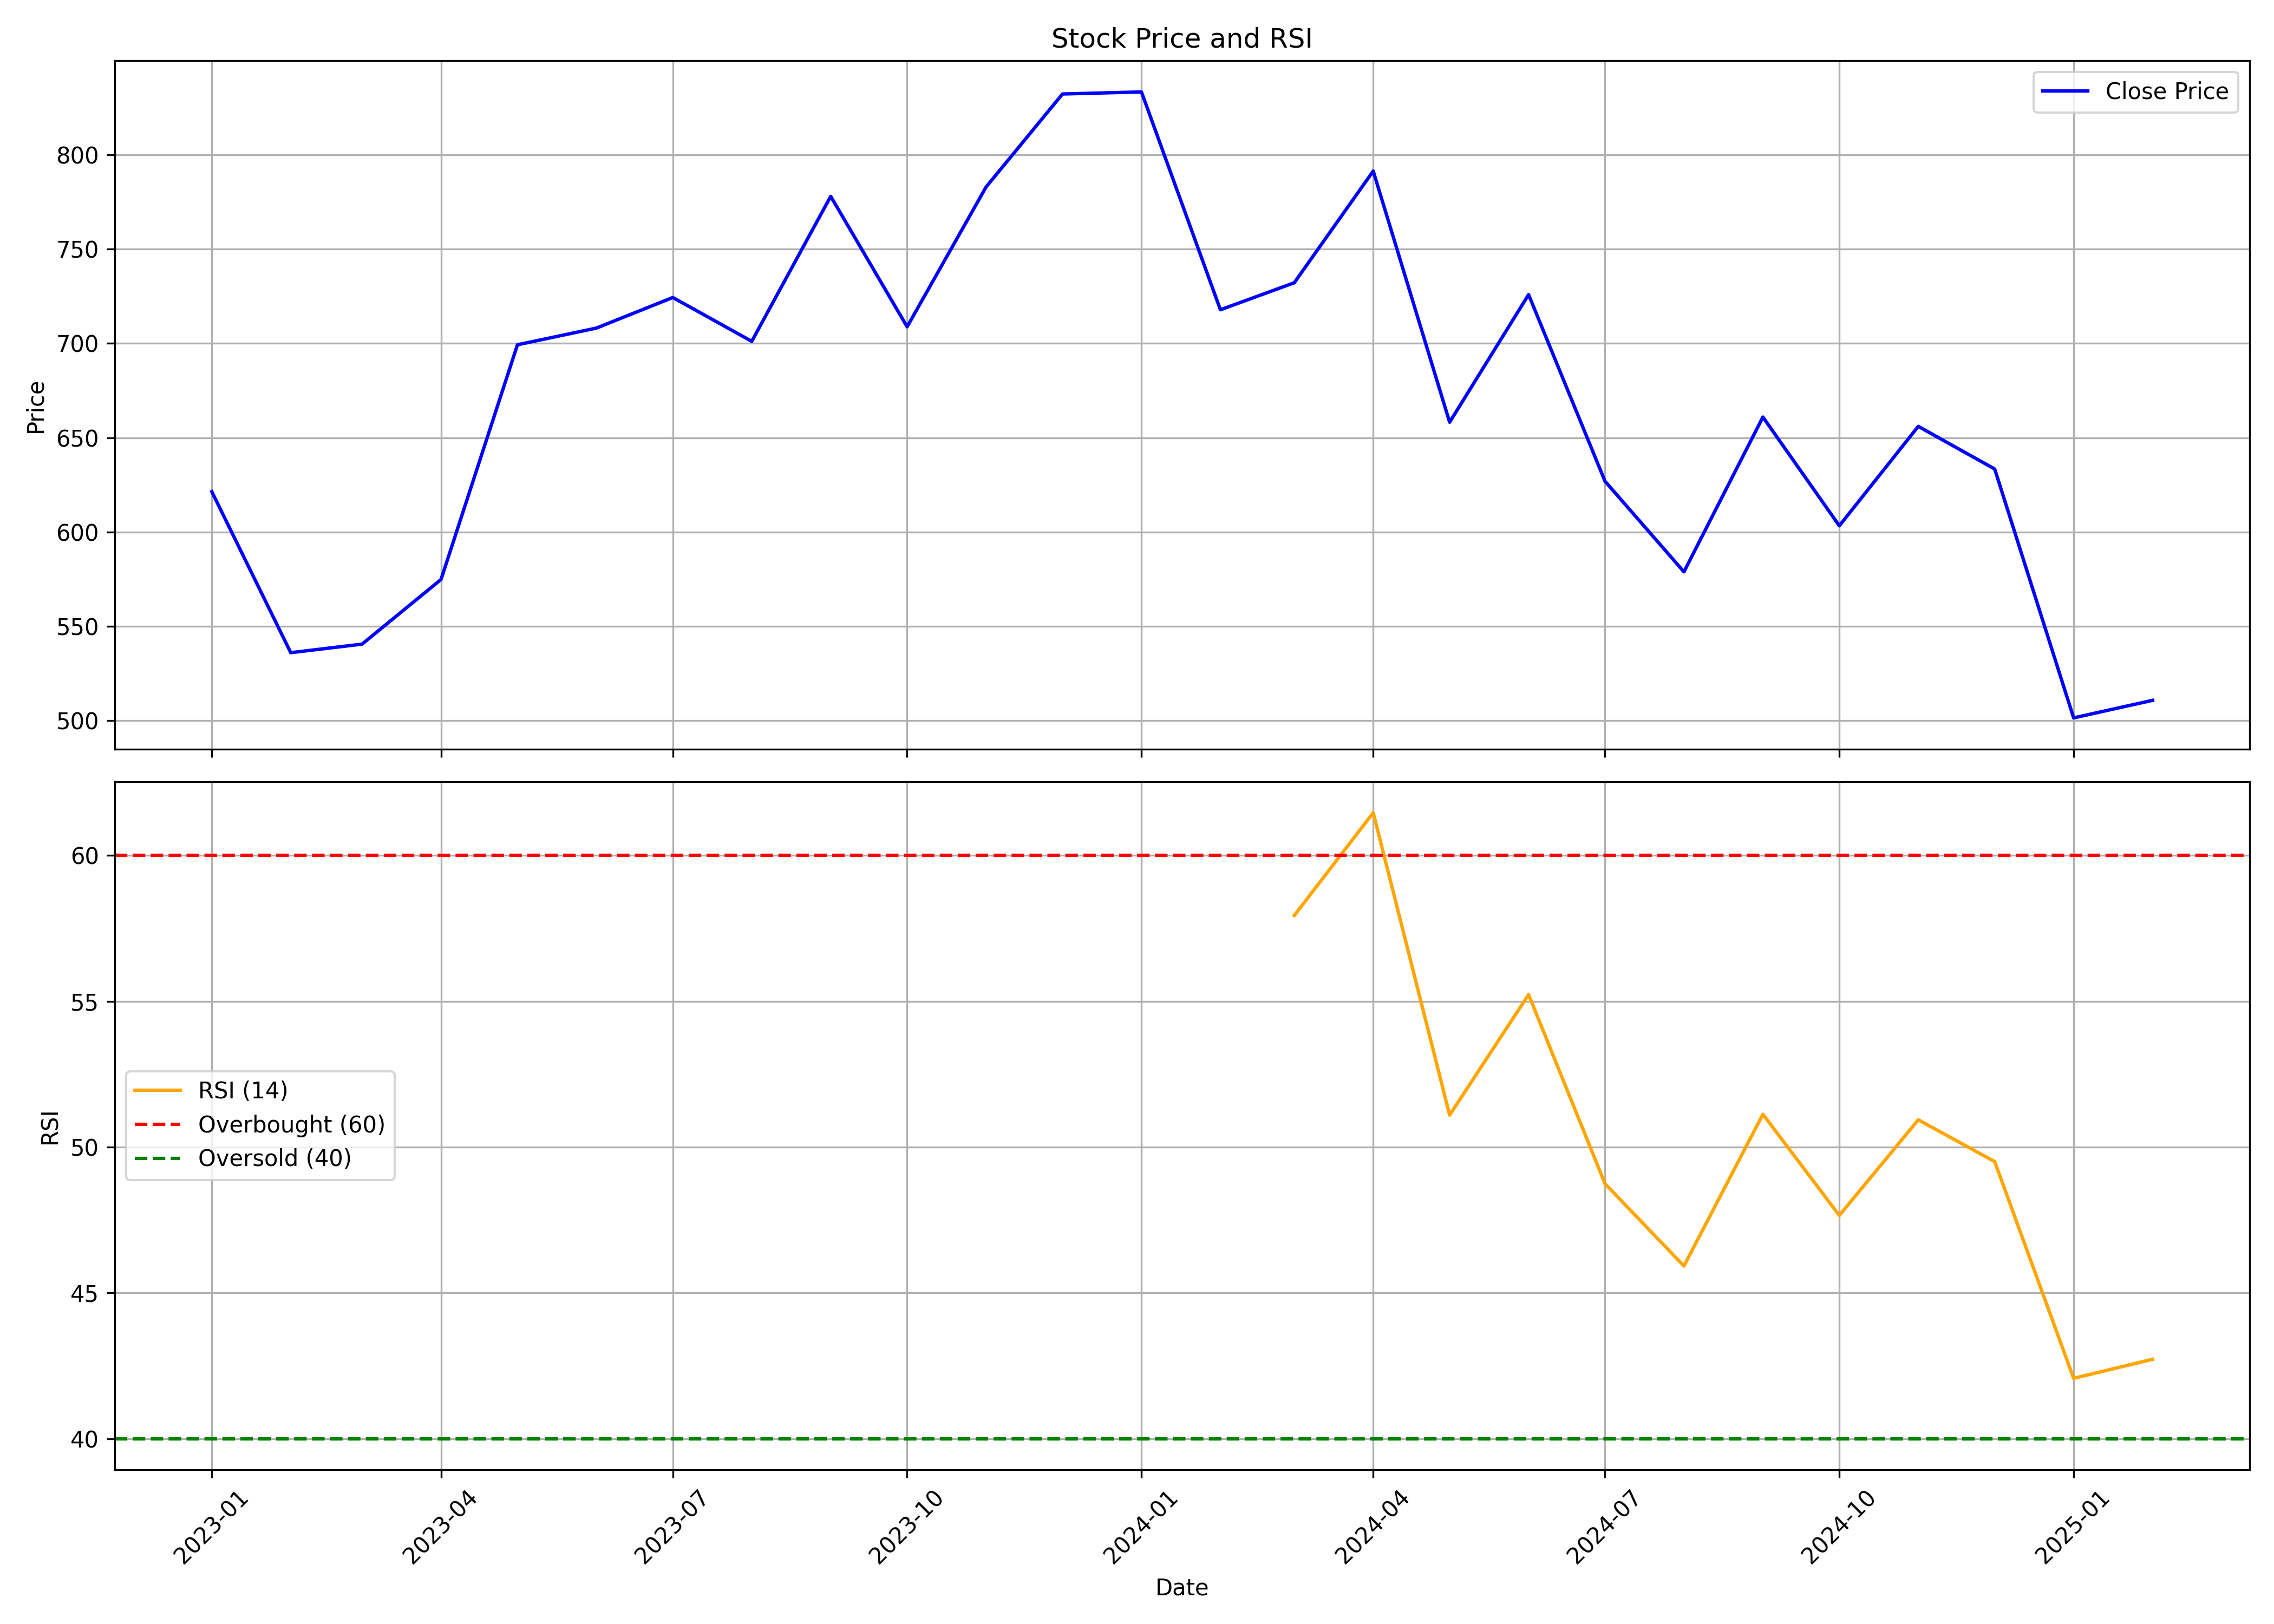 Stock Price and RSI
Close Price
800
750
700
650
600
550
500
Price
60
55
50
45
40
RSI
RSI (14)
Overbought (60)
Oversold (40)
2023-01
2023-04
2023-07
2023-10
2024-01
2024-04
2024-07
2024-10
2025-01
Date